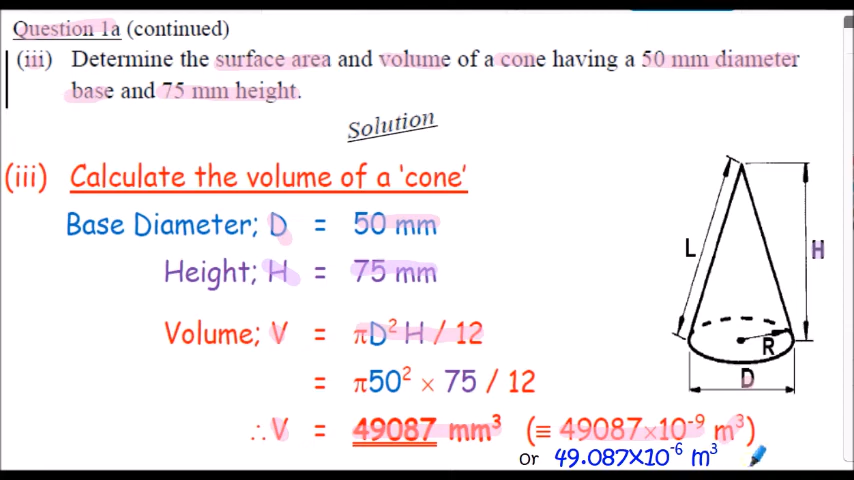 Question 1a (continued)
(iii) Determine the surface area and volume of a cone having a 50 mm diameter
base and 75 mm height.
Solution
(iii) Calculate the volume of a ‘cone’
Base Diameter; D = 50 mm
Height; H = 75 mm
Volume; V = πD² H / 12
= π50² × 75 / 12
∴ V = 49087 mm³ (≡ 49087×10⁻⁹ m³)
or 49.087×10⁻⁶ m³
L
H
R
D